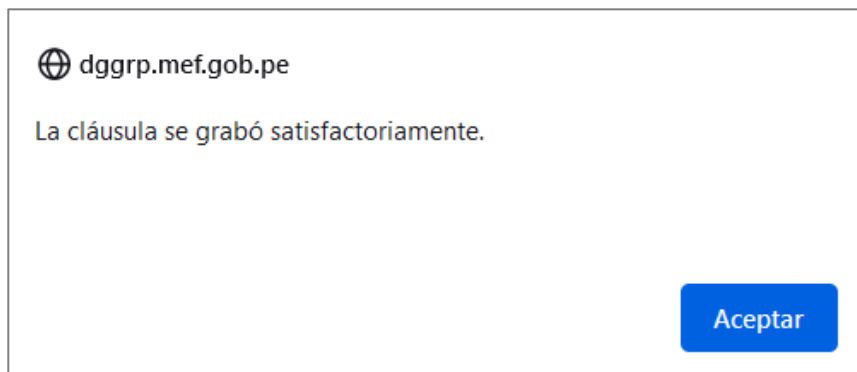 dggrp.mef.gob.pe
La cláusula se grabó satisfactoriamente.
Aceptar